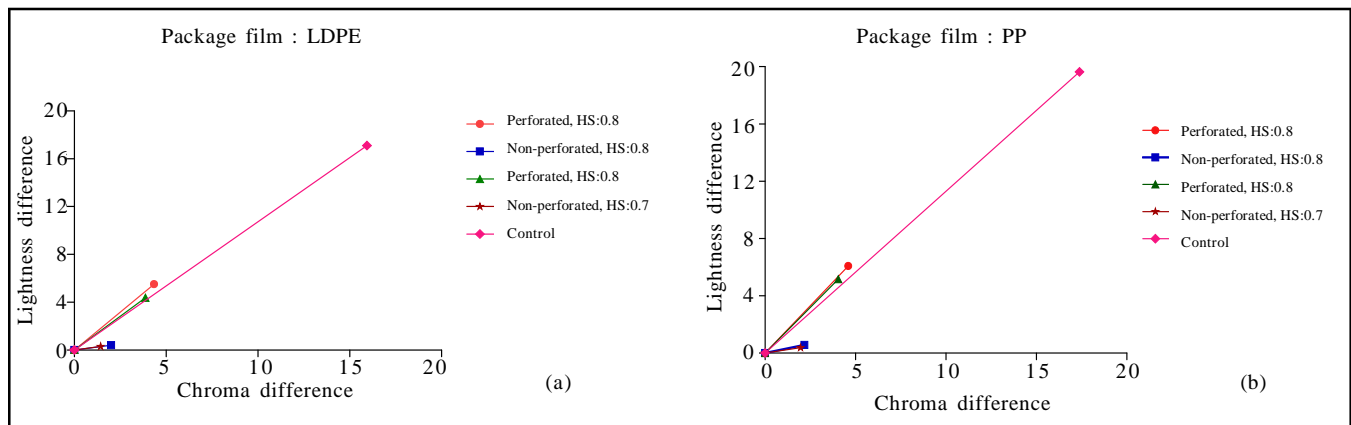 Package film : LDPE
20
16
12
8
4
0
Lightness difference
0 5 10 15 20
Chroma difference
Perforated, HS:0.8
Non-perforated, HS:0.8
Perforated, HS:0.8
Non-perforated, HS:0.7
Control
(a)
Package film : PP
20
16
12
8
4
0
Lightness difference
0 5 10 15 20
Chroma difference
Perforated, HS:0.8
Non-perforated, HS:0.8
Perforated, HS:0.8
Non-perforated, HS:0.7
Control
(b)